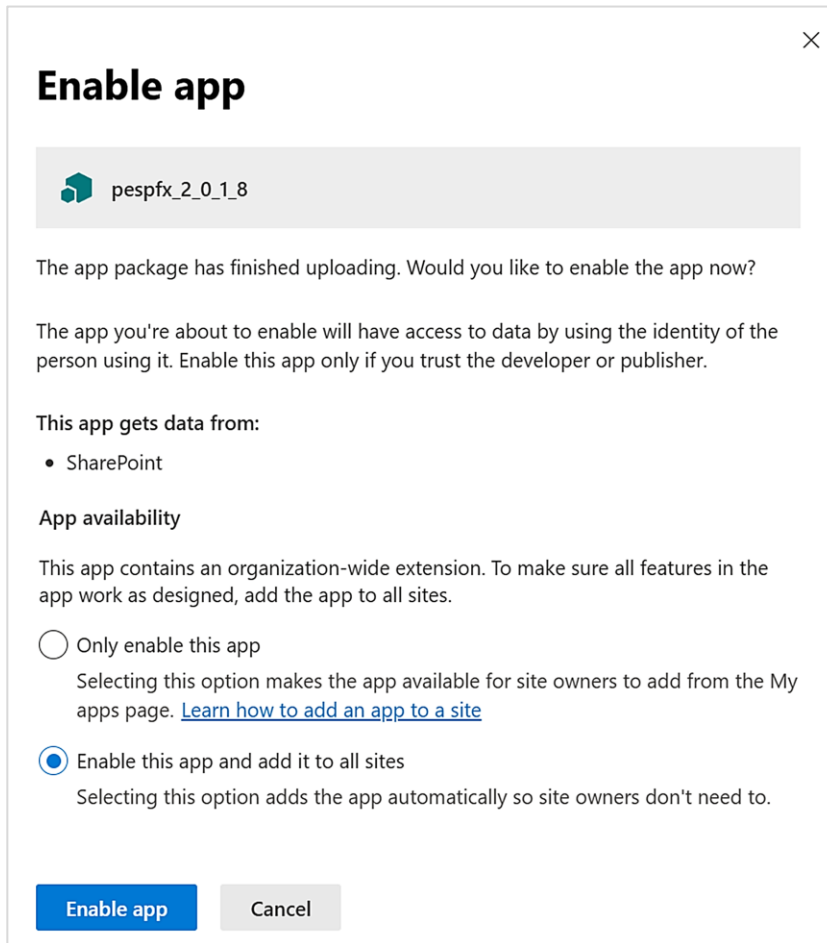 Enable app
pespfx_2_0_1_8
The app package has finished uploading. Would you like to enable the app now?
The app you're about to enable will have access to data by using the identity of the
person using it. Enable this app only if you trust the developer or publisher.
This app gets data from:
• SharePoint
App availability
This app contains an organization-wide extension. To make sure all features in the
app work as designed, add the app to all sites.
Only enable this app
Selecting this option makes the app available for site owners to add from the My
apps page. Learn how to add an app to a site
Enable this app and add it to all sites
Selecting this option adds the app automatically so site owners don't need to.
Enable app Cancel